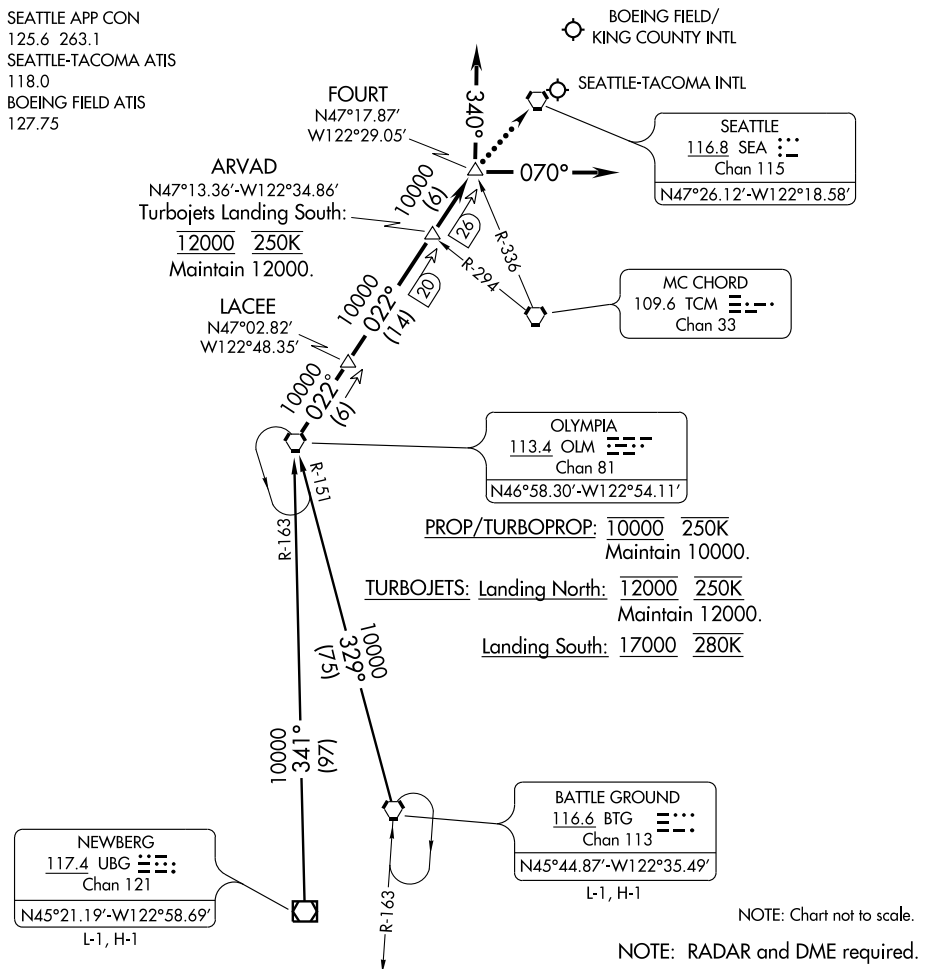 SEATTLE APP CON
125.6 263.1
SEATTLE-TACOMA ATIS
118.0
BOEING FIELD ATIS
127.75
BOEING FIELD/
KING COUNTY INTL
SEATTLE-TACOMA INTL
FOURT
N47°17.87'
W122°29.05'
340°
070°
SEATTLE
116.8 SEA
Chan 115
N47°26.12'-W122°18.58'
ARVAD
N47°13.36'-W122°34.86'
Turbojets Landing South:
12000 250K
Maintain 12000.
10000
(6)
26
R-336
R-294
20
MC CHORD
109.6 TCM
Chan 33
LACEE
N47°02.82'
W122°48.35'
10000
022°
(14)
10000
022°
(6)
OLYMPIA
113.4 OLM
Chan 81
N46°58.30'-W122°54.11'
R-151
R-163
PROP/TURBOPROP: 10000 250K
Maintain 10000.
TURBOJETS: Landing North: 12000 250K
Maintain 12000.
Landing South: 17000 280K
10000
329°
(75)
10000
341°
(97)
BATTLE GROUND
116.6 BTG
Chan 113
N45°44.87'-W122°35.49'
L-1, H-1
R-163
NEWBERG
117.4 UBG
Chan 121
N45°21.19'-W122°58.69'
L-1, H-1
NOTE: Chart not to scale.
NOTE: RADAR and DME required.